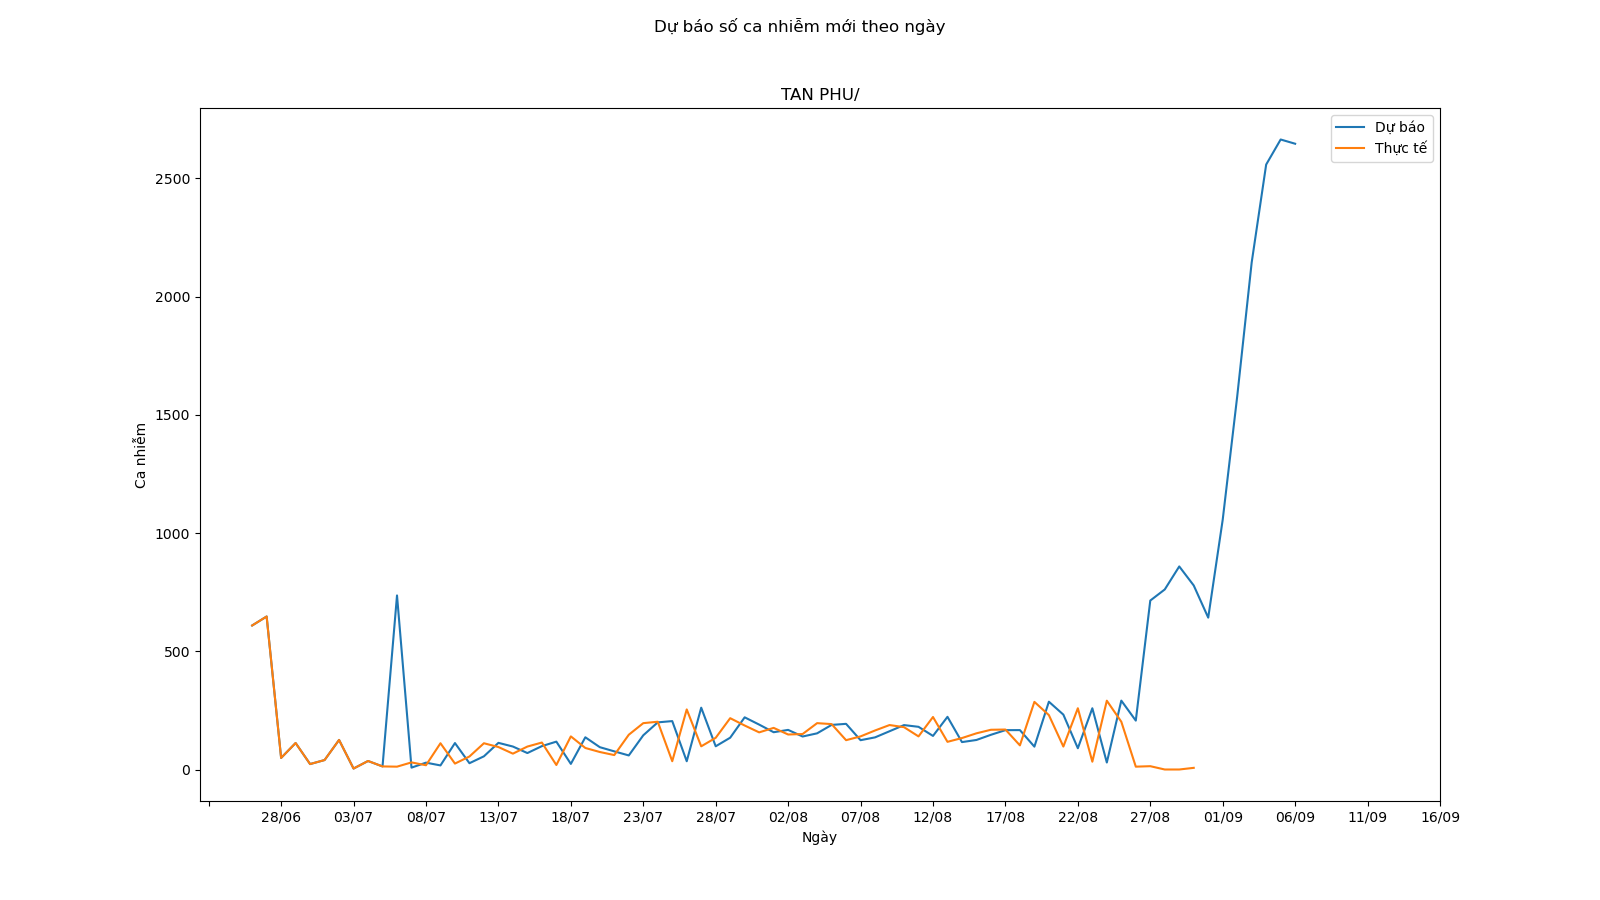 Dự báo số ca nhiễm mới theo ngày
TAN PHU/
Dự báo
Thực tế
2500
2000
1500
1000
500
0
Ca nhiễm
28/06 03/07 08/07 13/07 18/07 23/07 28/07 02/08 07/08 12/08 17/08 22/08 27/08 01/09 06/09 11/09 16/09
Ngày